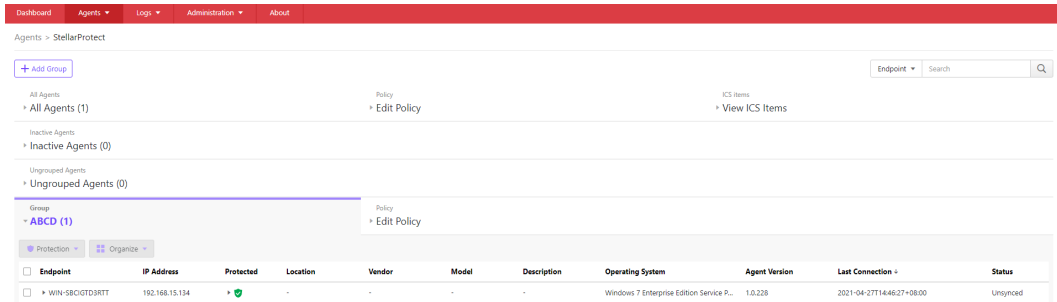 Dashboard Agents Logs Administration About
Agents > StellarProtect
+ Add Group Endpoint Search
All Agents Policy ICS items
All Agents (1) Edit Policy View ICS Items
Inactive Agents
Inactive Agents (0)
Ungrouped Agents
Ungrouped Agents (0)
Group Policy
ABCD (1) Edit Policy
Protection Organize
Endpoint IP Address Protected Location Vendor Model Description Operating System Agent Version Last Connection Status
WIN-SBCIGTD3RTT 192.168.15.134 - - - - Windows 7 Enterprise Edition Service P... 1.0.228 2021-04-27T14:46:27+08:00 Unsynced